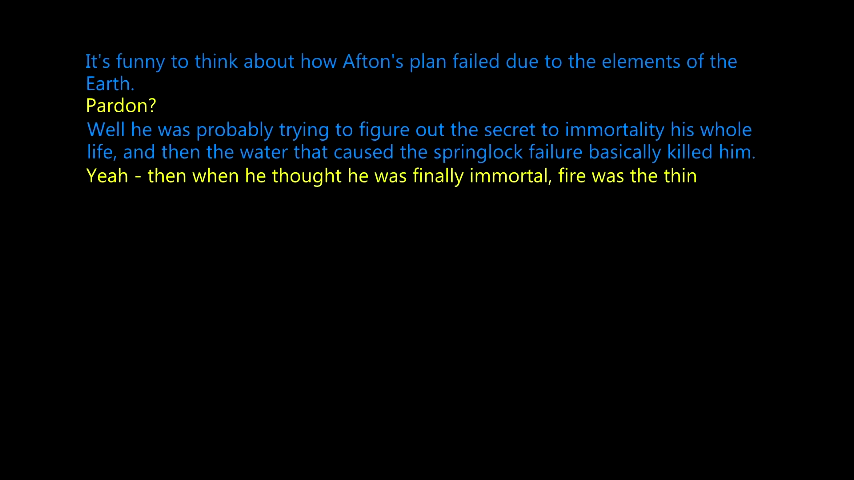 It's funny to think about how Afton's plan failed due to the elements of the
Earth.
Pardon?
Well he was probably trying to figure out the secret to immortality his whole
life, and then the water that caused the springlock failure basically killed him.
Yeah - then when he thought he was finally immortal, fire was the thin